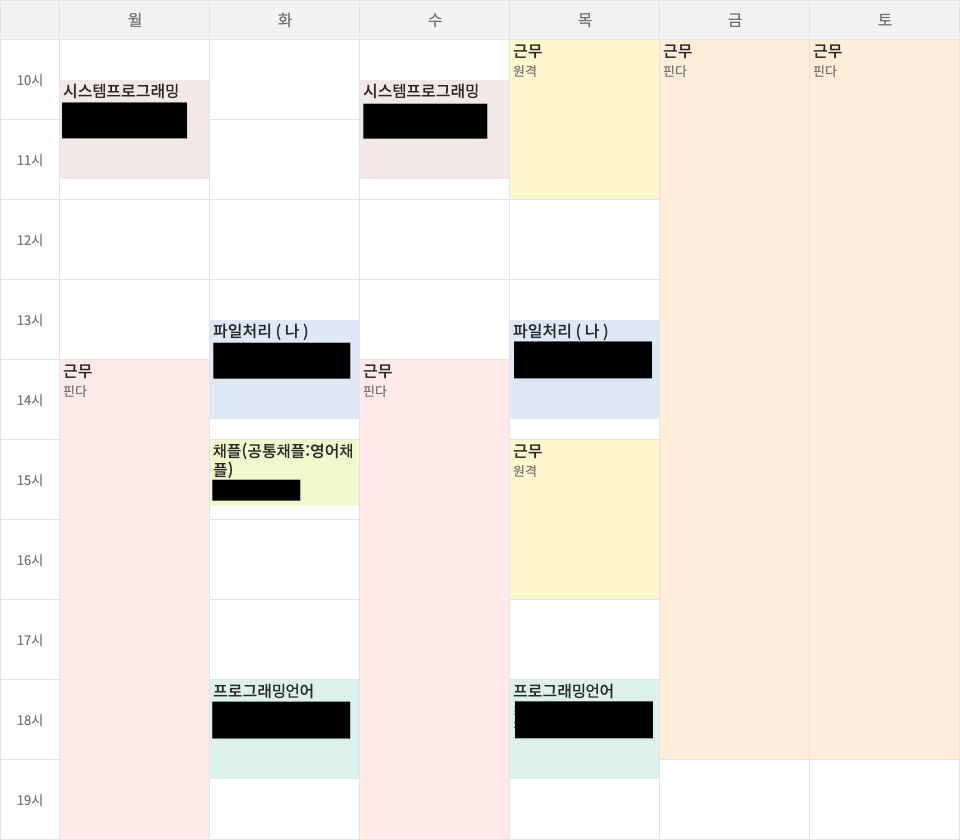 월 화 수 목 금 토
10시
11시
12시
13시
14시
15시
16시
17시
18시
19시
시스템프로그래밍
근무
핀다
파일처리 ( 나 )
채플(공통채플:영어채
플)
프로그래밍언어
시스템프로그래밍
근무
핀다
근무
원격
파일처리 ( 나 )
근무
원격
프로그래밍언어
근무
핀다
근무
핀다